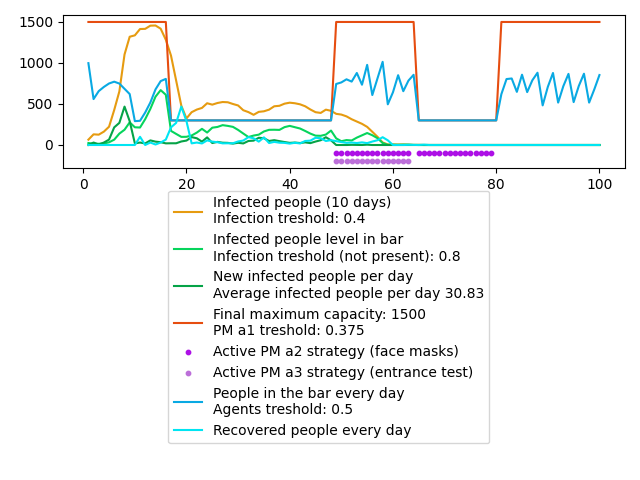 1500
1000
500
0
0
20
40
60
80
100
Infected people (10 days)
Infection treshold: 0.4
Infected people level in bar
Infection treshold (not present): 0.8
New infected people per day
Average infected people per day 30.83
Final maximum capacity: 1500
PM a1 treshold: 0.375
Active PM a2 strategy (face masks)
Active PM a3 strategy (entrance test)
People in the bar every day
Agents treshold: 0.5
Recovered people every day